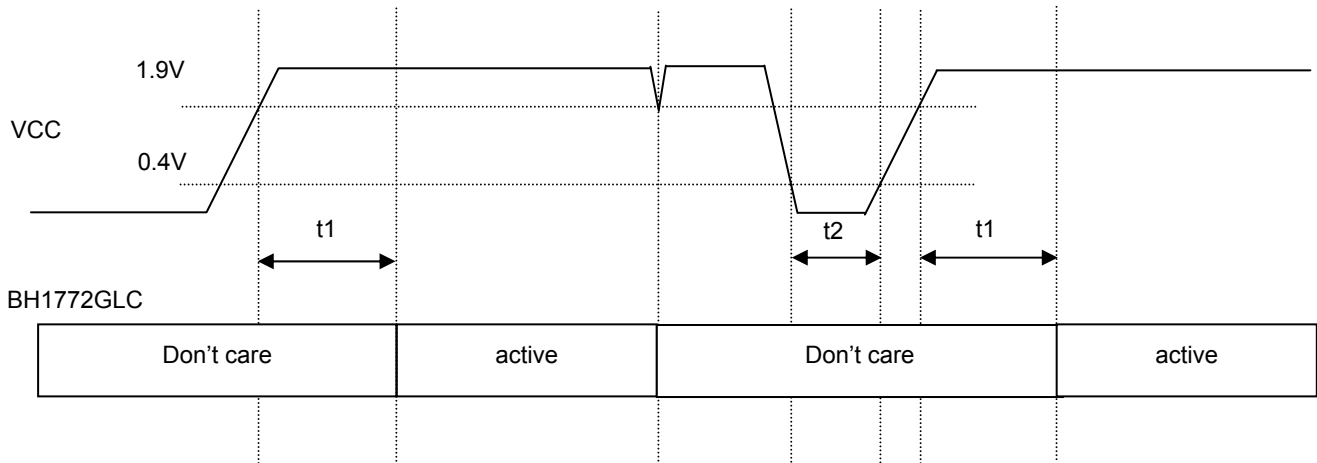 1.9V
VCC
0.4V
t1 t2 t1
BH1772GLC
Don’t care active Don’t care active